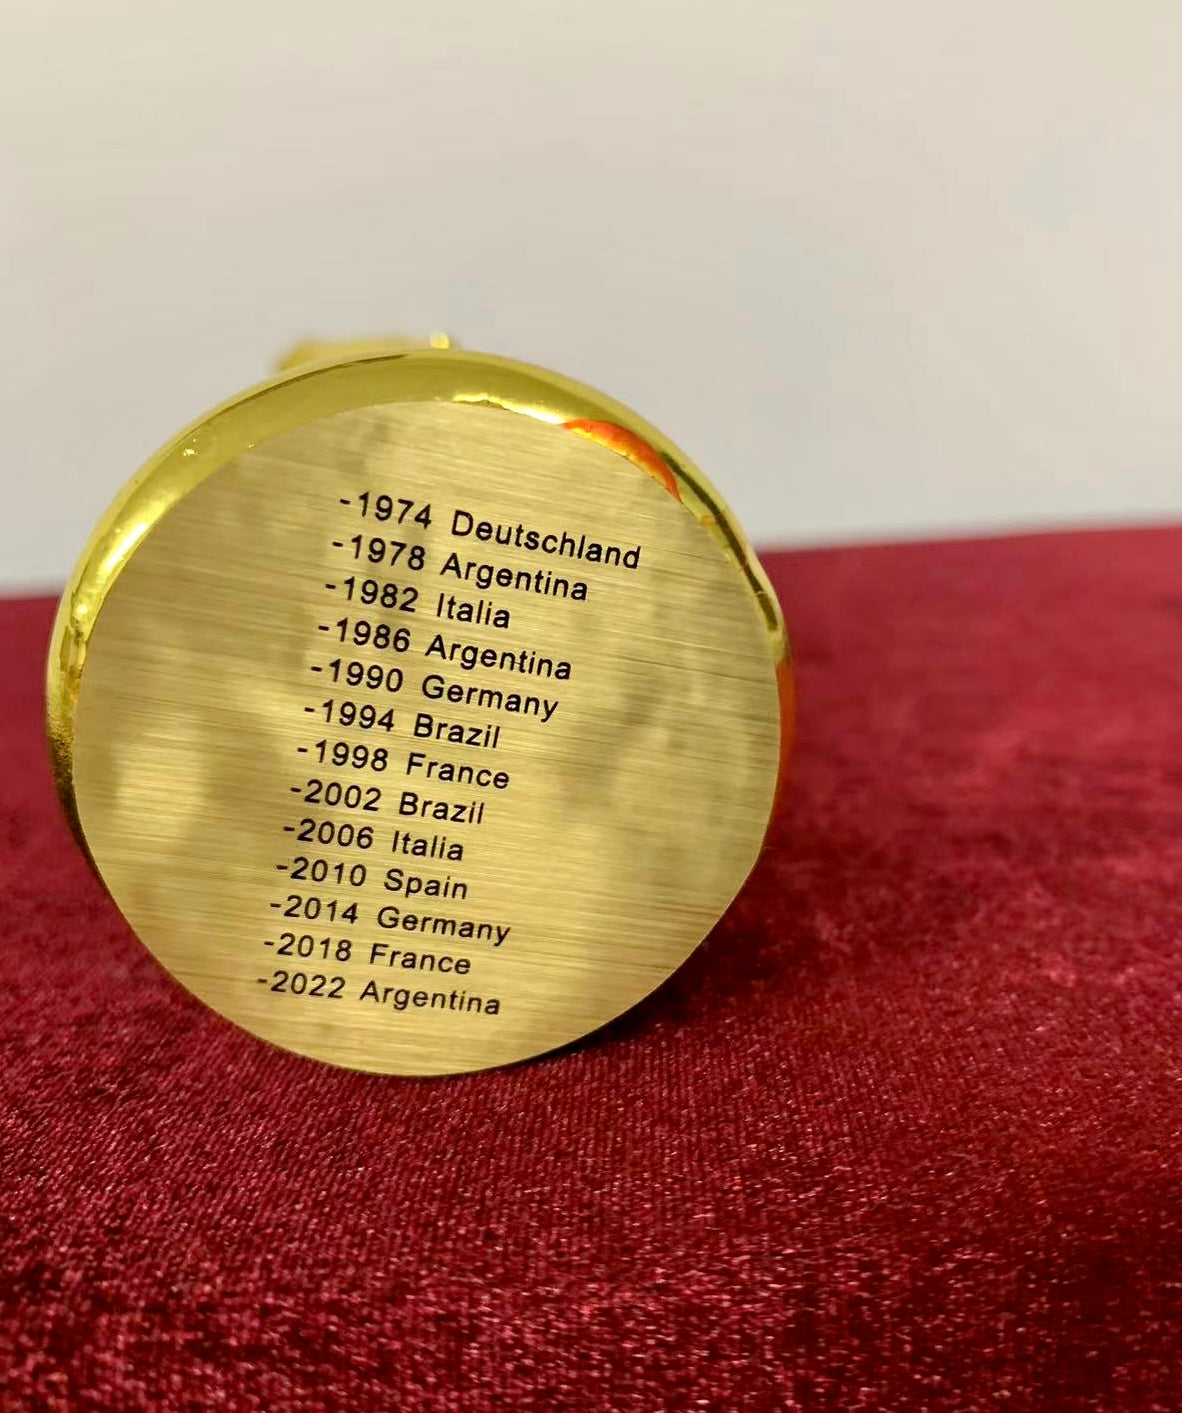 -1974 Deutschland
-1978 Argentina
-1982 Italia
-1986 Argentina
-1990 Germany
-1994 Brazil
-1998 France
-2002 Brazil
-2006 Italia
-2010 Spain
-2014 Germany
-2018 France
-2022 Argentina